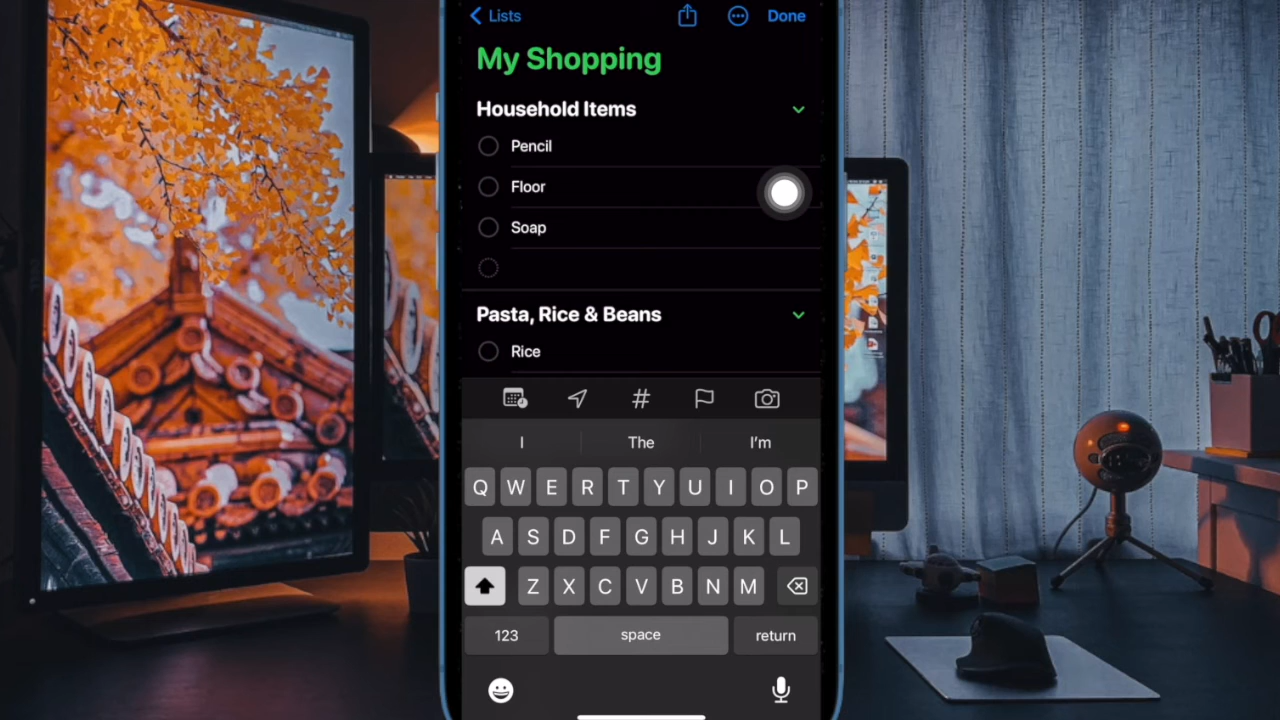 Lists
Done
My Shopping
Household Items
Pencil
Floor
Soap
Pasta, Rice & Beans
Rice
#
I The I'm
Q W E R T Y U I O P
A S D F G H J K L
Z X C V B N M
123 space return